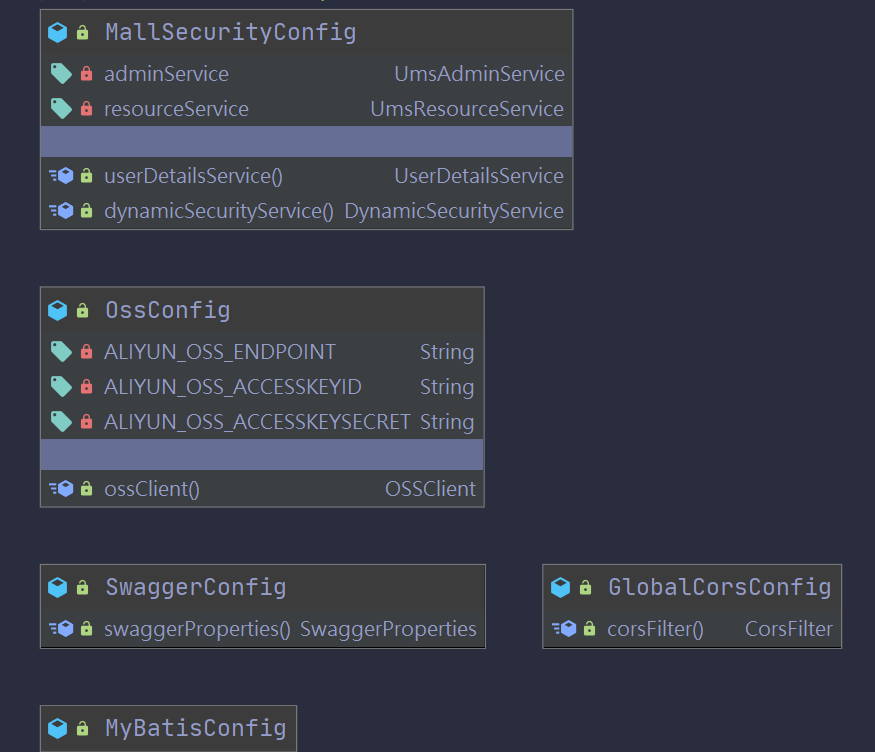 MallSecurityConfig
adminService UmsAdminService
resourceService UmsResourceService
userDetailsService() UserDetailsService
dynamicSecurityService() DynamicSecurityService
OssConfig
ALIYUN_OSS_ENDPOINT String
ALIYUN_OSS_ACCESSKEYID String
ALIYUN_OSS_ACCESSKEYSECRET String
ossClient() OSSClient
SwaggerConfig
swaggerProperties() SwaggerProperties
GlobalCorsConfig
corsFilter() CorsFilter
MyBatisConfig